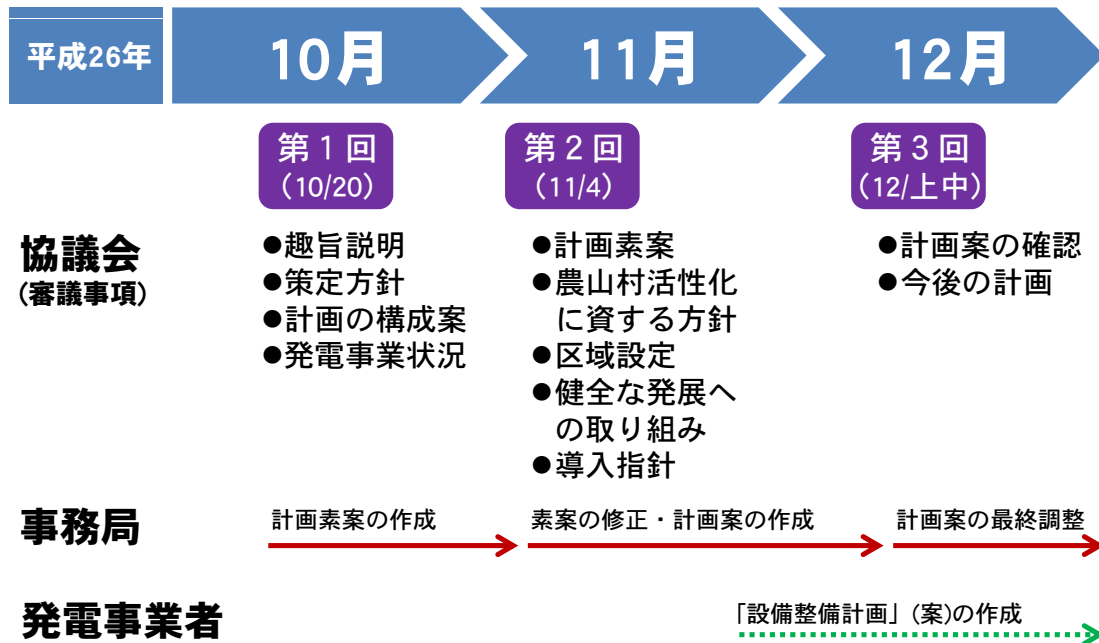 平成26年
10月
11月
12月
第1回
(10/20)
第2回
(11/4)
第3回
(12/上中)
協議会
(審議事項)
●趣旨説明
●策定方針
●計画の構成案
●発電事業状況
●計画素案
●農山村活性化
に資する方針
●区域設定
●健全な発展へ
の取り組み
●導入指針
●計画案の確認
●今後の計画
事務局
計画素案の作成
素案の修正・計画案の作成
計画案の最終調整
発電事業者
「設備整備計画」(案)の作成